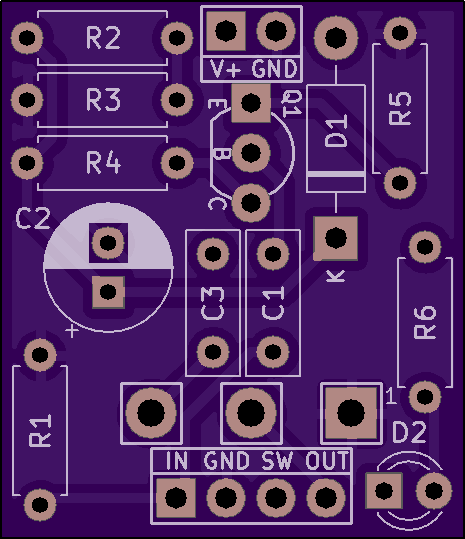 R2
V+ GND
R3
E
Q1
R5
D1
B
R4
C
C2
K
C3
C1
R6
+
R1
1
D2
IN GND SW OUT